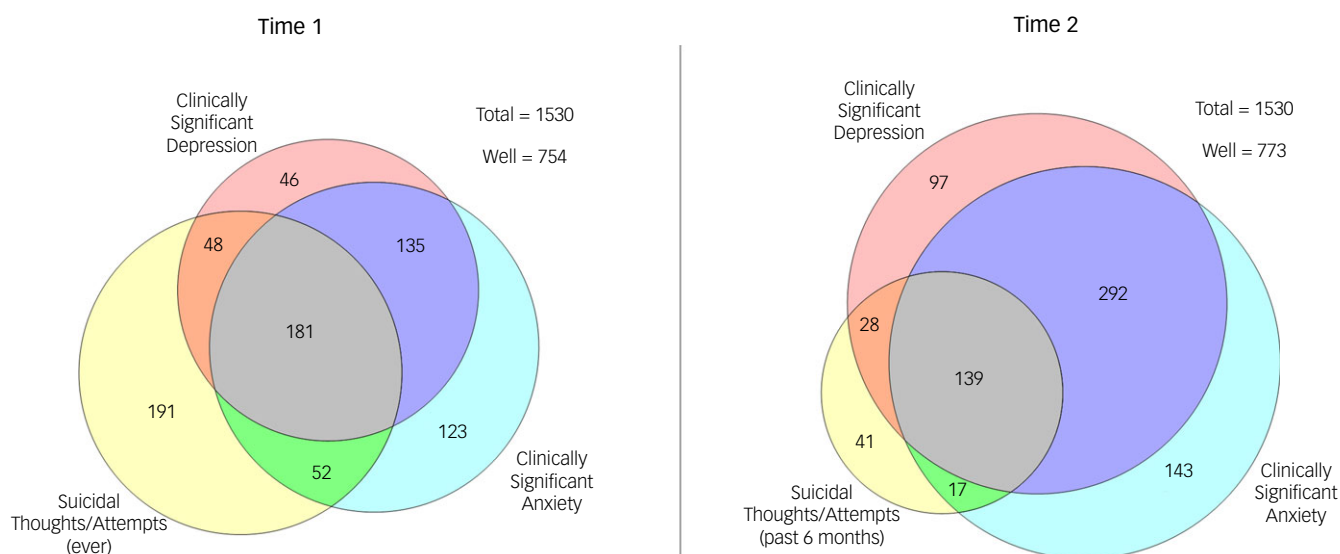 Time 1
Clinically
Significant
Depression
Total = 1530
Well = 754
46
48
135
181
191
123
52
Clinically
Significant
Anxiety
Suicidal
Thoughts/Attempts
(ever)
Time 2
Clinically
Significant
Depression
Total = 1530
Well = 773
97
292
28
139
41
17
143
Clinically
Significant
Anxiety
Suicidal
Thoughts/Attempts
(past 6 months)